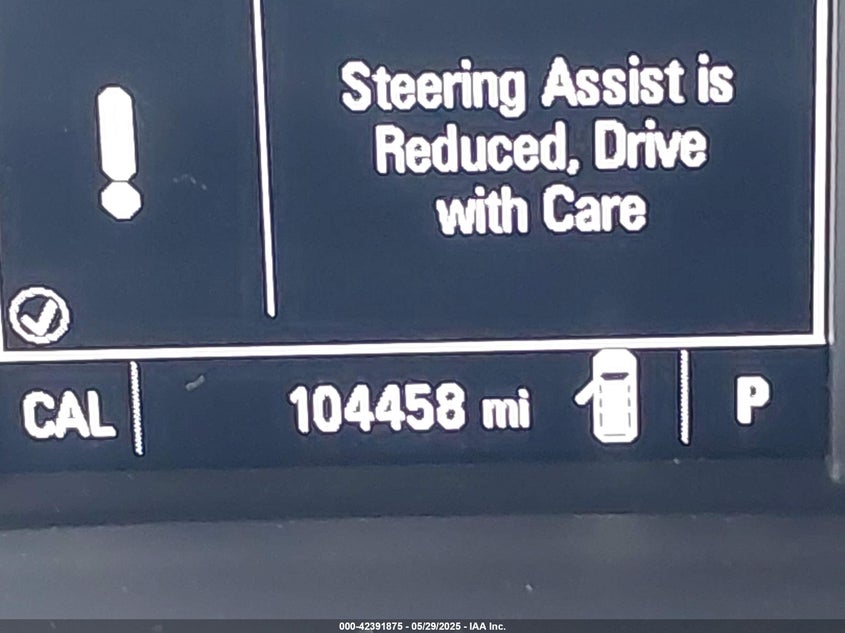 Steering Assist is
Reduced, Drive
with Care
CAL
104458 mi
P
000-42391875 - 05/29/2025 - IAA Inc.